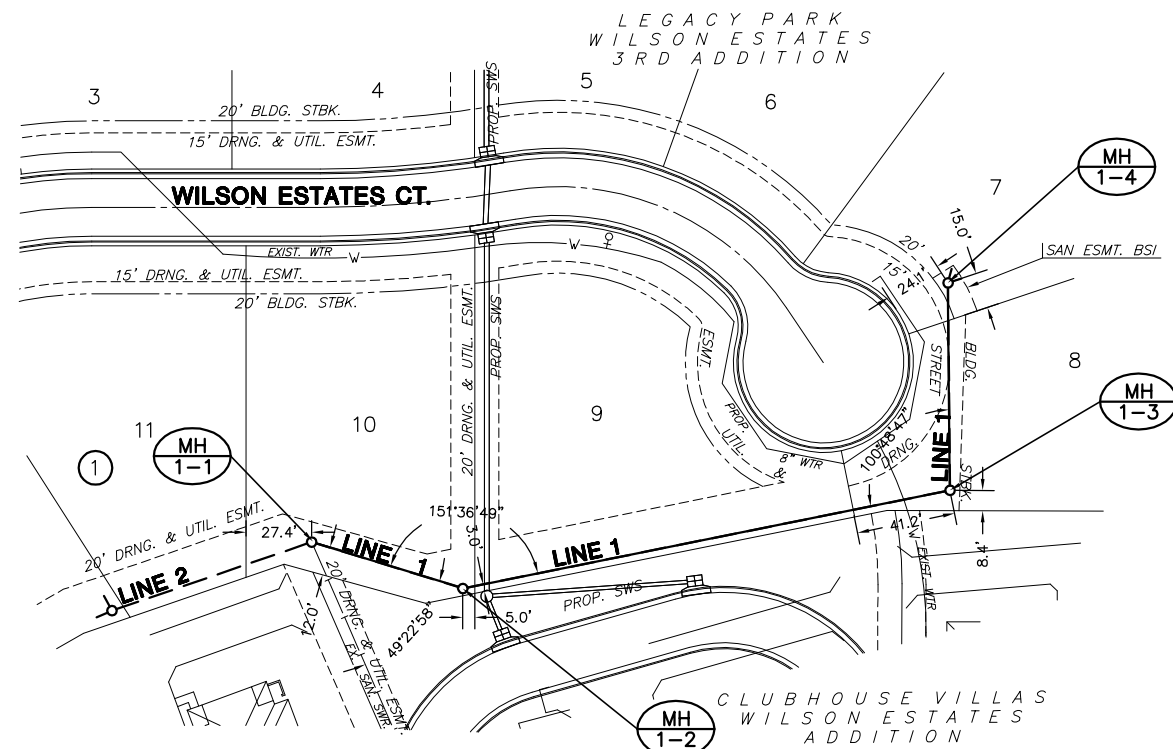 LEGACY PARK
WILSON ESTATES
3RD ADDITION
3
4
5
6
7
20' BLDG. STBK.
15' DRNG. & UTIL. ESMT.
PROP. SWS
WILSON ESTATES CT.
MH
1-4
15.0'
20'
15'
24.1'
SAN ESMT. BSI
EXIST. WTR
W
W
15' DRNG. & UTIL. ESMT.
20' BLDG. STBK.
20' DRNG. & UTIL. ESMT.
PROP. SWS
ESMT.
UTIL. &
DRNG.
STREET
BLDG.
STBK.
8
MH
1-3
PROP.
8" WTR
100°48'47"
LINE 1
9
10
11
1
MH
1-1
20' DRNG. & UTIL. ESMT.
27.4'
LINE 1
151°36'49"
3.0'
LINE 1
41.2'
8.4'
W
EXIST. WTR
LINE 2
12.0'
20' DRNG. & UTIL. ESMT.
EX. SAN. SWR.
49°22'58"
5.0'
PROP. SWS
MH
1-2
CLUBHOUSE VILLAS
WILSON ESTATES
ADDITION